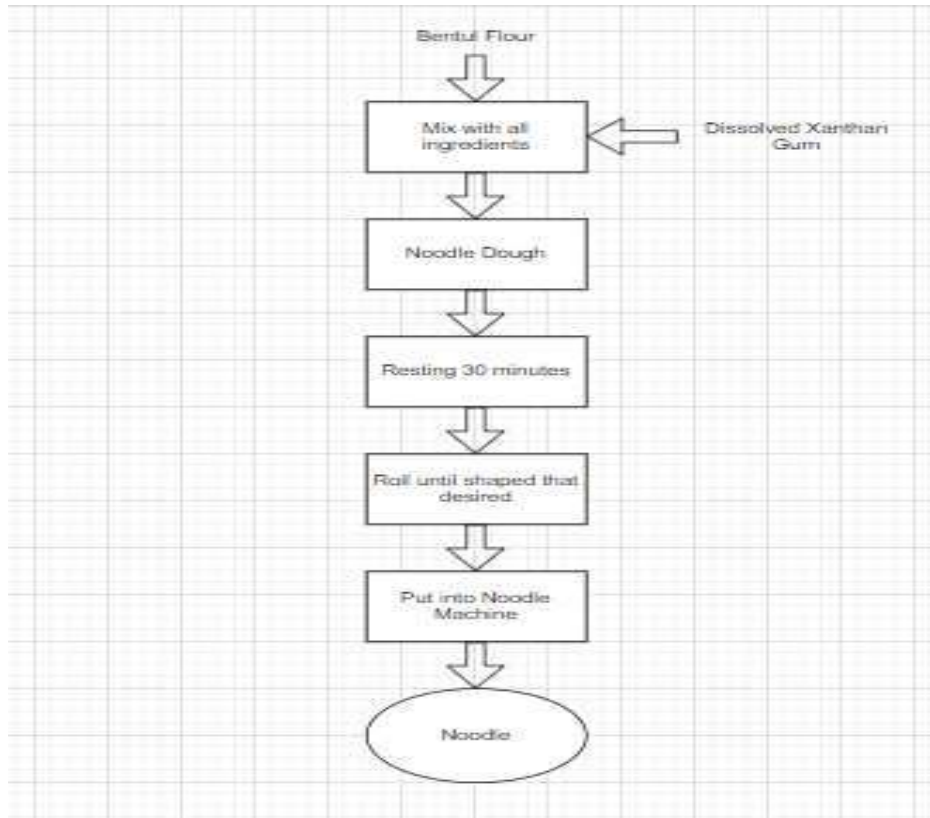 Bentul Flour
Mix with all
ingredients
Dissolved Xanthan
Gum
Noodle Dough
Resting 30 minutes
Roll until shaped that
desired
Put into Noodle
Machine
Noodle